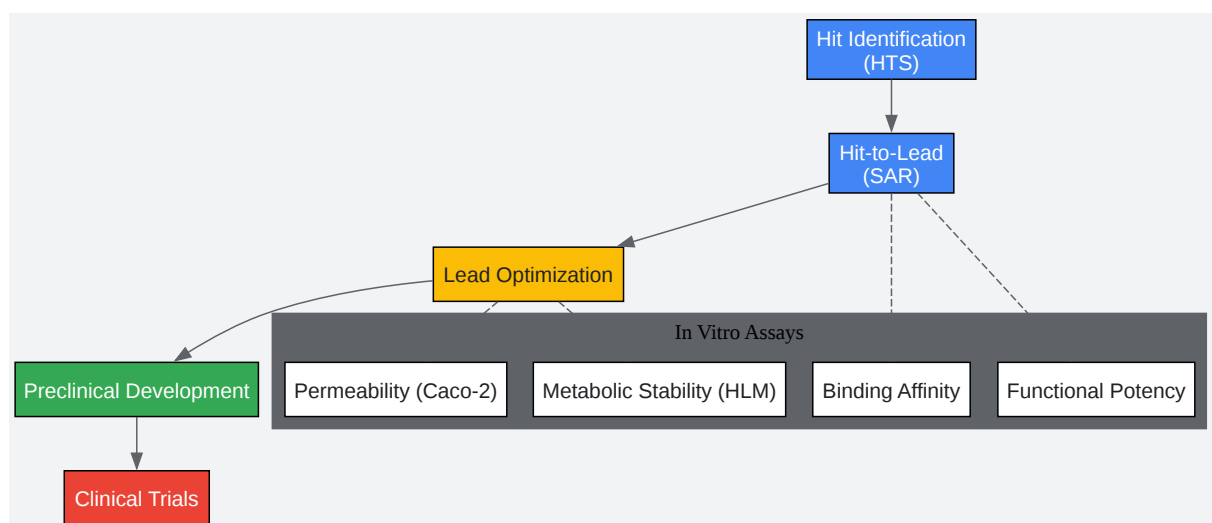 Hit Identification
(HTS)
Hit-to-Lead
(SAR)
Lead Optimization
In Vitro Assays
Preclinical Development
Permeability (Caco-2)
Metabolic Stability (HLM)
Binding Affinity
Functional Potency
Clinical Trials